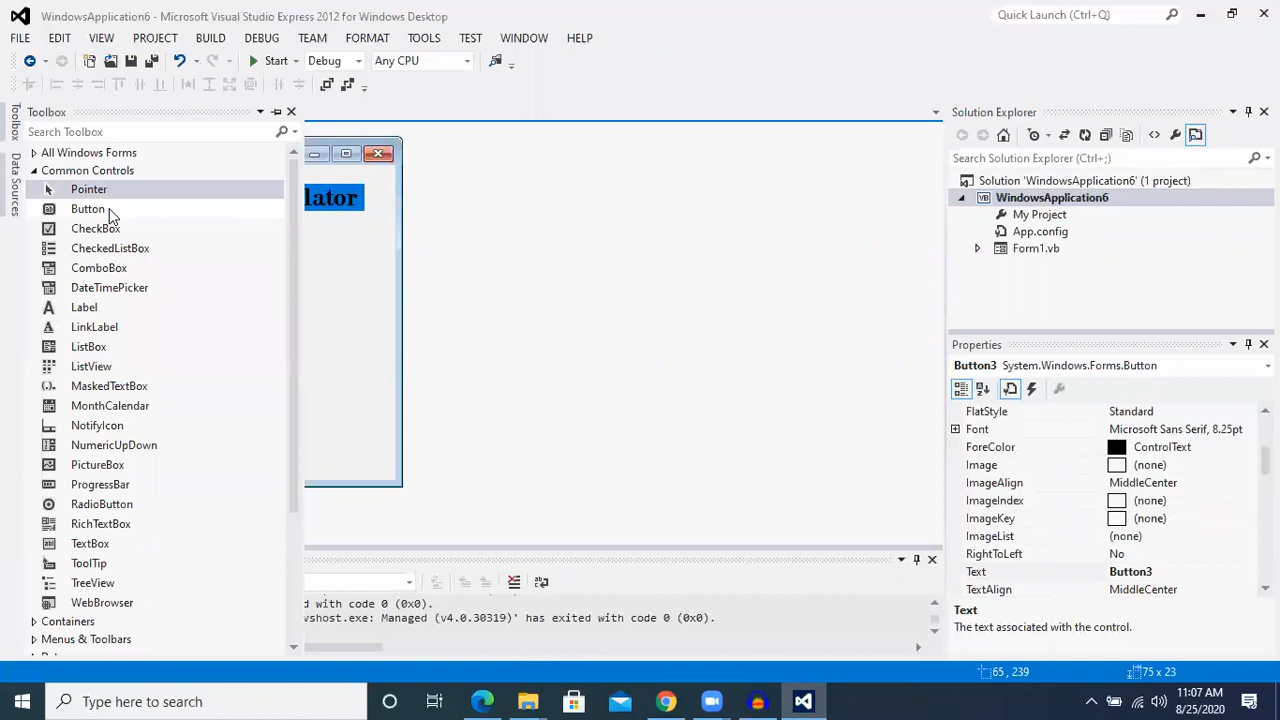 WindowsApplication6 - Microsoft Visual Studio Express 2012 for Windows Desktop
Quick Launch (Ctrl+Q)
FILE EDIT VIEW PROJECT BUILD DEBUG TEAM FORMAT TOOLS TEST WINDOW HELP
Start Debug Any CPU
Toolbox
Data Sources
Toolbox
Search Toolbox
All Windows Forms
Common Controls
Pointer
Button
CheckBox
CheckedListBox
ComboBox
DateTimePicker
Label
LinkLabel
ListBox
ListView
MaskedTextBox
MonthCalendar
NotifyIcon
NumericUpDown
PictureBox
ProgressBar
RadioButton
RichTextBox
TextBox
ToolTip
TreeView
WebBrowser
Containers
Menus & Toolbars
lator
d with code 0 (0x0).
vshost.exe: Managed (v4.0.30319)' has exited with code 0 (0x0).
Solution Explorer
Search Solution Explorer (Ctrl+;)
Solution 'WindowsApplication6' (1 project)
VB WindowsApplication6
My Project
App.config
Form1.vb
Properties
Button3 System.Windows.Forms.Button
FlatStyle Standard
Font Microsoft Sans Serif, 8.25pt
ForeColor ControlText
Image (none)
ImageAlign MiddleCenter
ImageIndex (none)
ImageKey (none)
ImageList (none)
RightToLeft No
Text Button3
TextAlign MiddleCenter
Text
The text associated with the control.
65 , 239 75 x 23
Type here to search
11:07 AM
8/25/2020